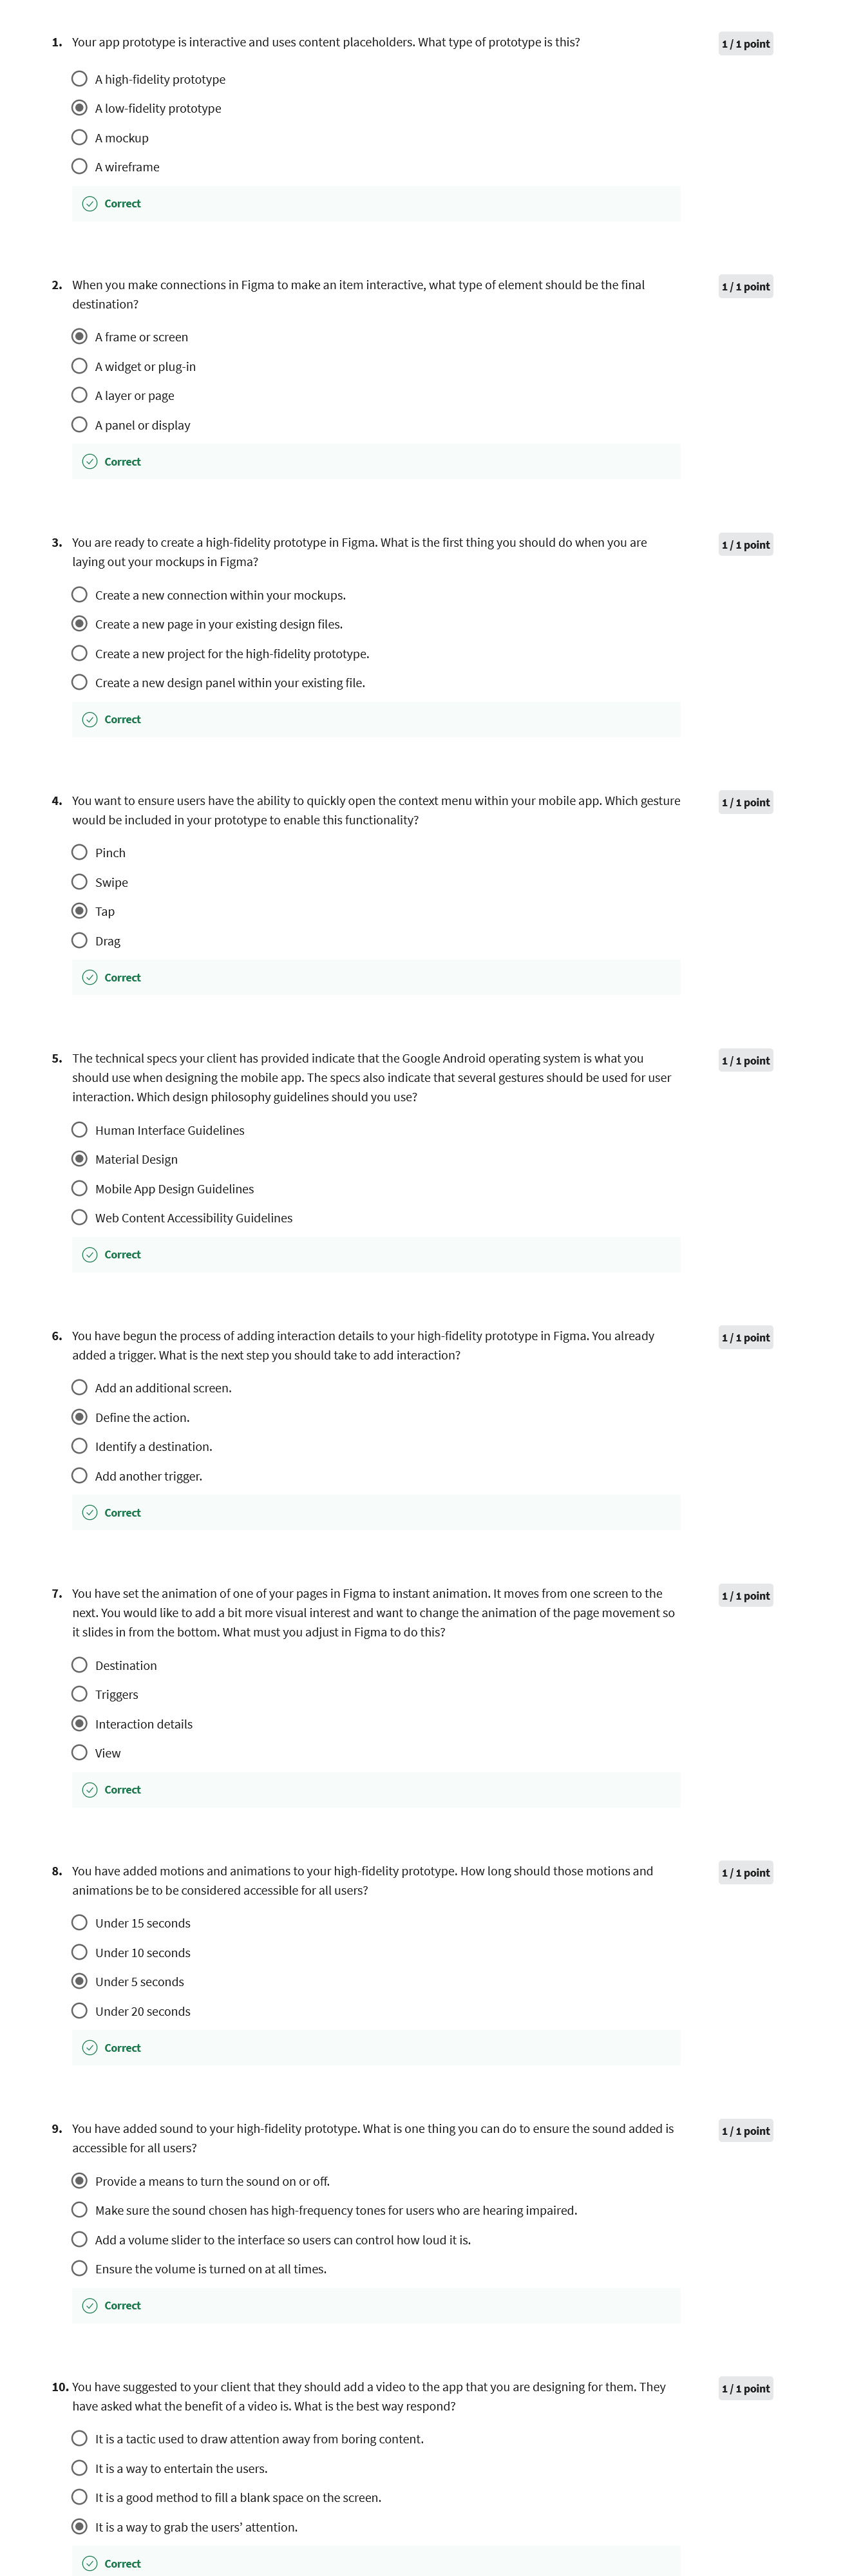 1. Your app prototype is interactive and uses content placeholders. What type of prototype is this?
1 / 1 point
A high-fidelity prototype
A low-fidelity prototype
A mockup
A wireframe
Correct
2. When you make connections in Figma to make an item interactive, what type of element should be the final
destination?
1 / 1 point
A frame or screen
A widget or plug-in
A layer or page
A panel or display
Correct
3. You are ready to create a high-fidelity prototype in Figma. What is the first thing you should do when you are
laying out your mockups in Figma?
1 / 1 point
Create a new connection within your mockups.
Create a new page in your existing design files.
Create a new project for the high-fidelity prototype.
Create a new design panel within your existing file.
Correct
4. You want to ensure users have the ability to quickly open the context menu within your mobile app. Which gesture
would be included in your prototype to enable this functionality?
1 / 1 point
Pinch
Swipe
Tap
Drag
Correct
5. The technical specs your client has provided indicate that the Google Android operating system is what you
should use when designing the mobile app. The specs also indicate that several gestures should be used for user
interaction. Which design philosophy guidelines should you use?
1 / 1 point
Human Interface Guidelines
Material Design
Mobile App Design Guidelines
Web Content Accessibility Guidelines
Correct
6. You have begun the process of adding interaction details to your high-fidelity prototype in Figma. You already
added a trigger. What is the next step you should take to add interaction?
1 / 1 point
Add an additional screen.
Define the action.
Identify a destination.
Add another trigger.
Correct
7. You have set the animation of one of your pages in Figma to instant animation. It moves from one screen to the
next. You would like to add a bit more visual interest and want to change the animation of the page movement so
it slides in from the bottom. What must you adjust in Figma to do this?
1 / 1 point
Destination
Triggers
Interaction details
View
Correct
8. You have added motions and animations to your high-fidelity prototype. How long should those motions and
animations be to be considered accessible for all users?
1 / 1 point
Under 15 seconds
Under 10 seconds
Under 5 seconds
Under 20 seconds
Correct
9. You have added sound to your high-fidelity prototype. What is one thing you can do to ensure the sound added is
accessible for all users?
1 / 1 point
Provide a means to turn the sound on or off.
Make sure the sound chosen has high-frequency tones for users who are hearing impaired.
Add a volume slider to the interface so users can control how loud it is.
Ensure the volume is turned on at all times.
Correct
10. You have suggested to your client that they should add a video to the app that you are designing for them. They
have asked what the benefit of a video is. What is the best way respond?
1 / 1 point
It is a tactic used to draw attention away from boring content.
It is a way to entertain the users.
It is a good method to fill a blank space on the screen.
It is a way to grab the users’ attention.
Correct